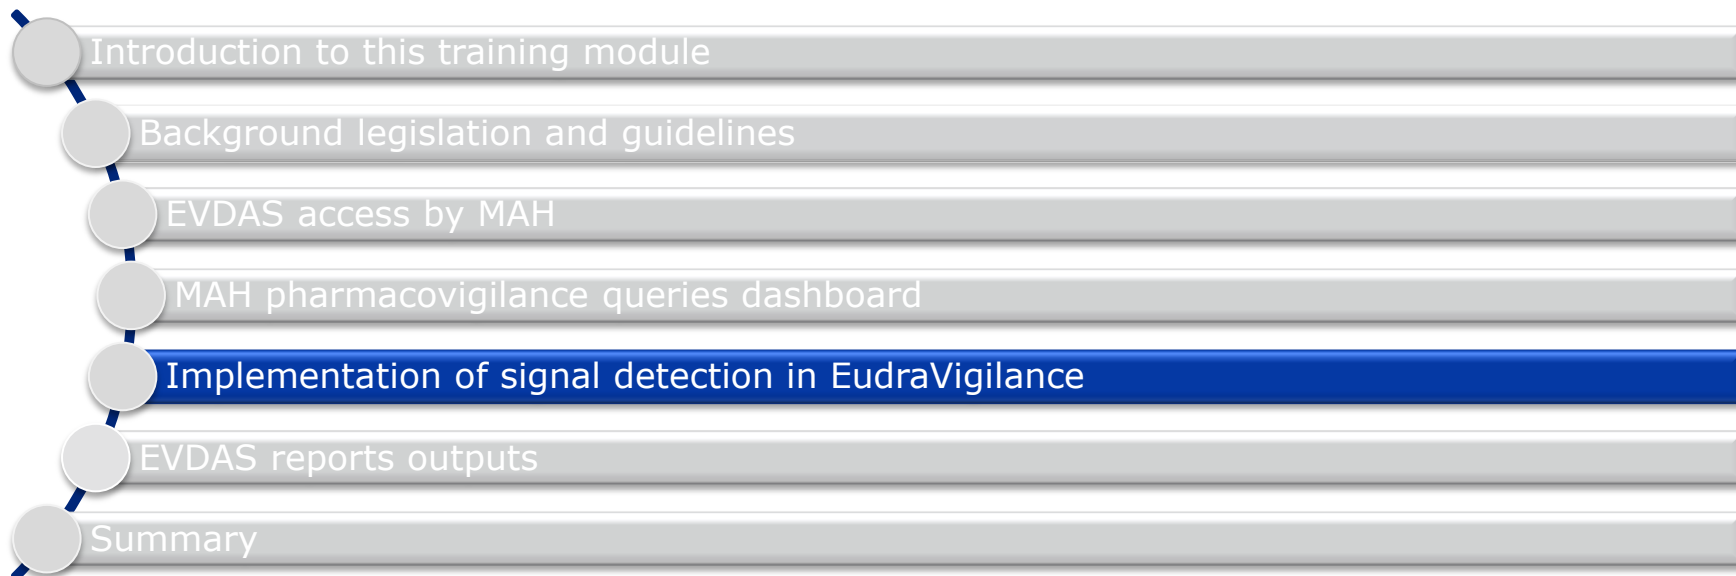 Introduction to this training module
Background legislation and guidelines
EVDAS access by MAH
MAH pharmacovigilance queries dashboard
Implementation of signal detection in EudraVigilance
EVDAS reports outputs
Summary